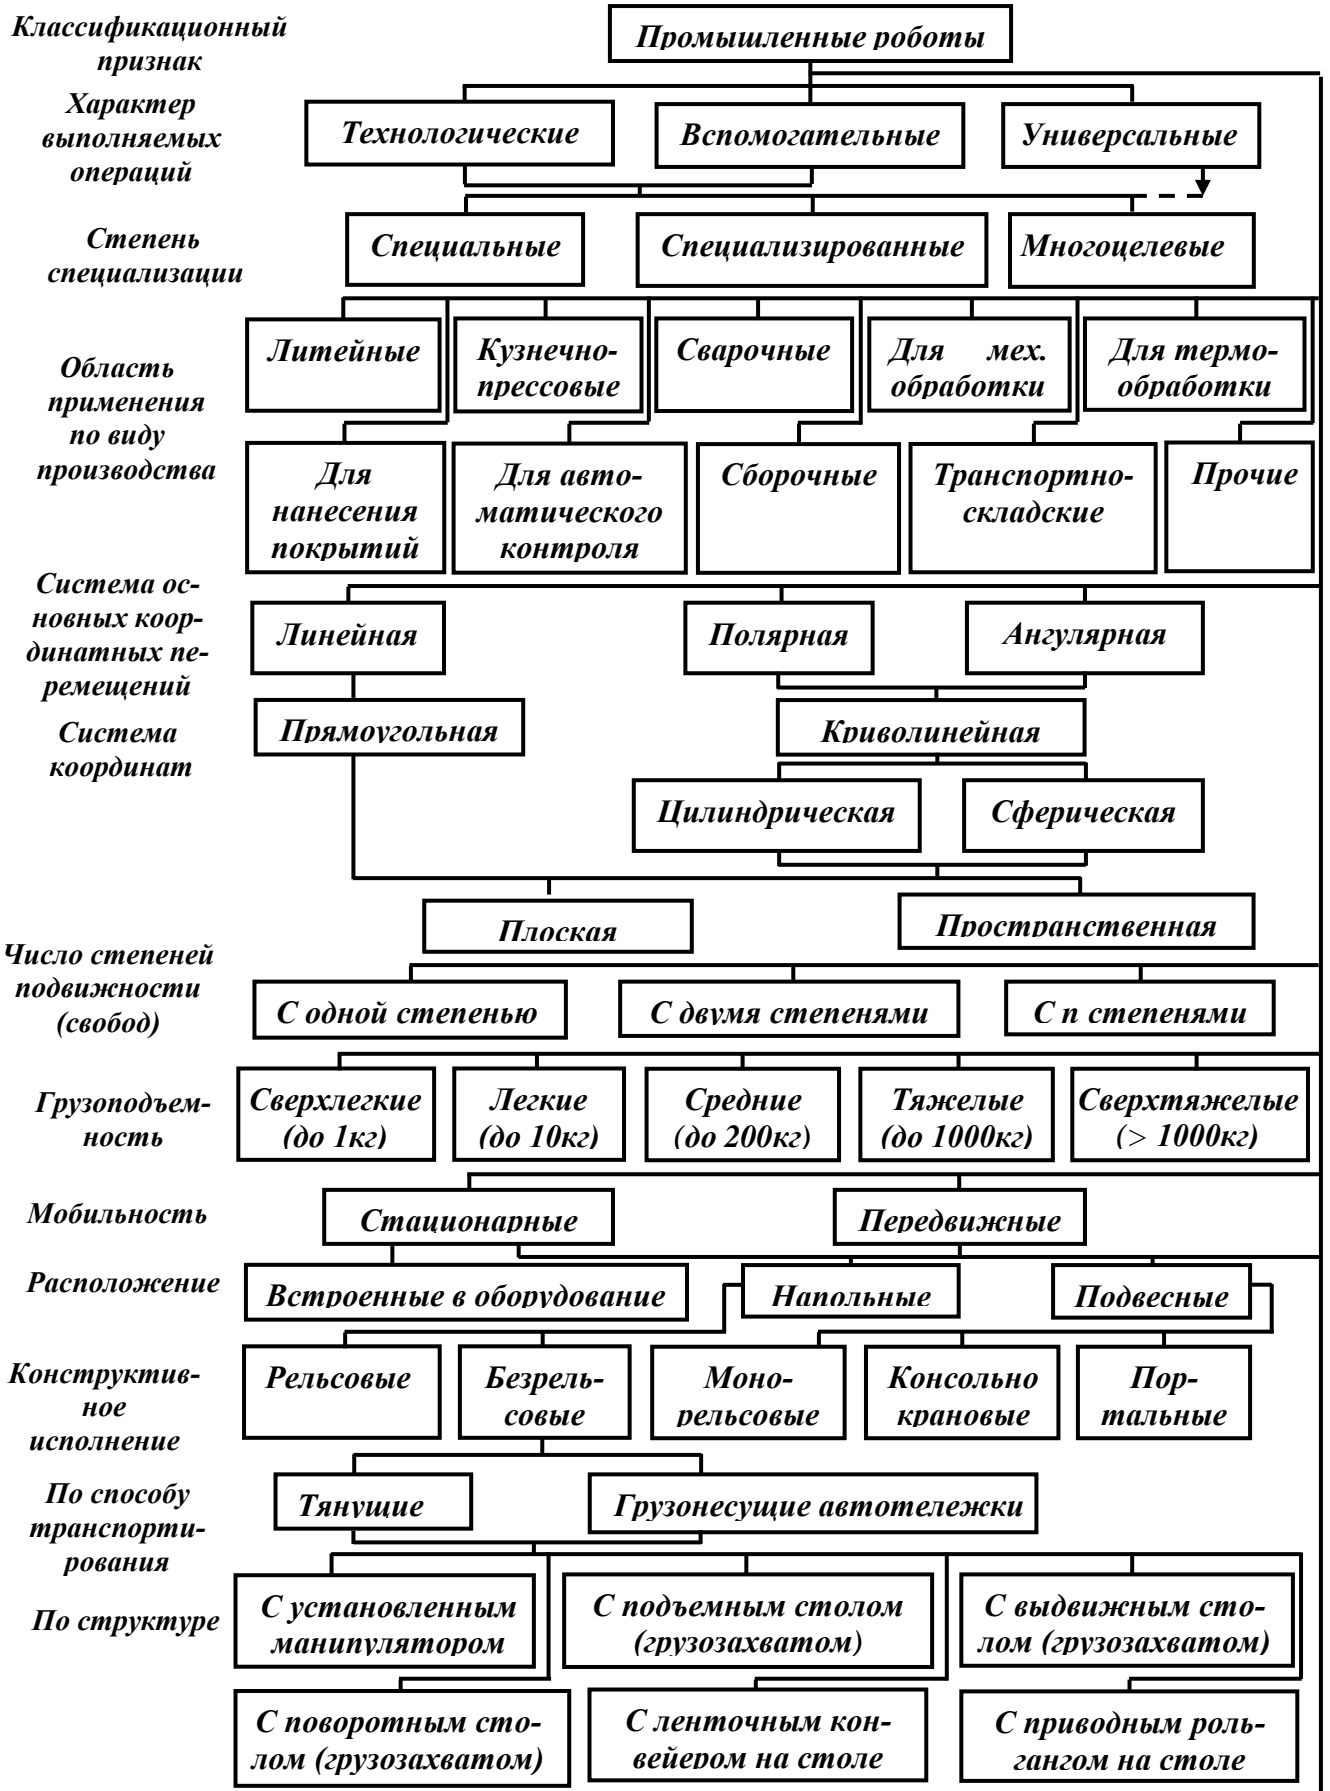 Классификационный
признак
Промышленные роботы
Характер
выполняемых
операций
Технологические
Вспомогательные
Универсальные
Степень
специализации
Специальные
Специализированные
Многоцелевые
Область
применения
по виду
производства
Литейные
Кузнечно-
прессовые
Сварочные
Для мех.
обработки
Для термо-
обработки
Для
нанесения
покрытий
Для авто-
матического
контроля
Сборочные
Транспортно-
складские
Прочие
Система ос-
новных коор-
динатных пе-
ремещений
Линейная
Полярная
Ангулярная
Система
координат
Прямоугольная
Криволинейная
Цилиндрическая
Сферическая
Плоская
Пространственная
Число степеней
подвижности
(свобод)
С одной степенью
С двумя степенями
С п степенями
Грузоподъем-
ность
Сверхлегкие
(до 1кг)
Легкие
(до 10кг)
Средние
(до 200кг)
Тяжелые
(до 1000кг)
Сверхтяжелые
(> 1000кг)
Мобильность
Стационарные
Передвижные
Расположение
Встроенные в оборудование
Напольные
Подвесные
Конструктив-
ное
исполнение
Рельсовые
Безрель-
совые
Моно-
рельсовые
Консольно
крановые
Пор-
тальные
По способу
транспорти-
рования
Тянущие
Грузонесущие автотележки
По структуре
С установленным
манипулятором
С подъемным столом
(грузозахватом)
С выдвижным сто-
лом (грузозахватом)
С поворотным сто-
лом (грузозахватом)
С ленточным кон-
вейером на столе
С приводным роль-
гангом на столе